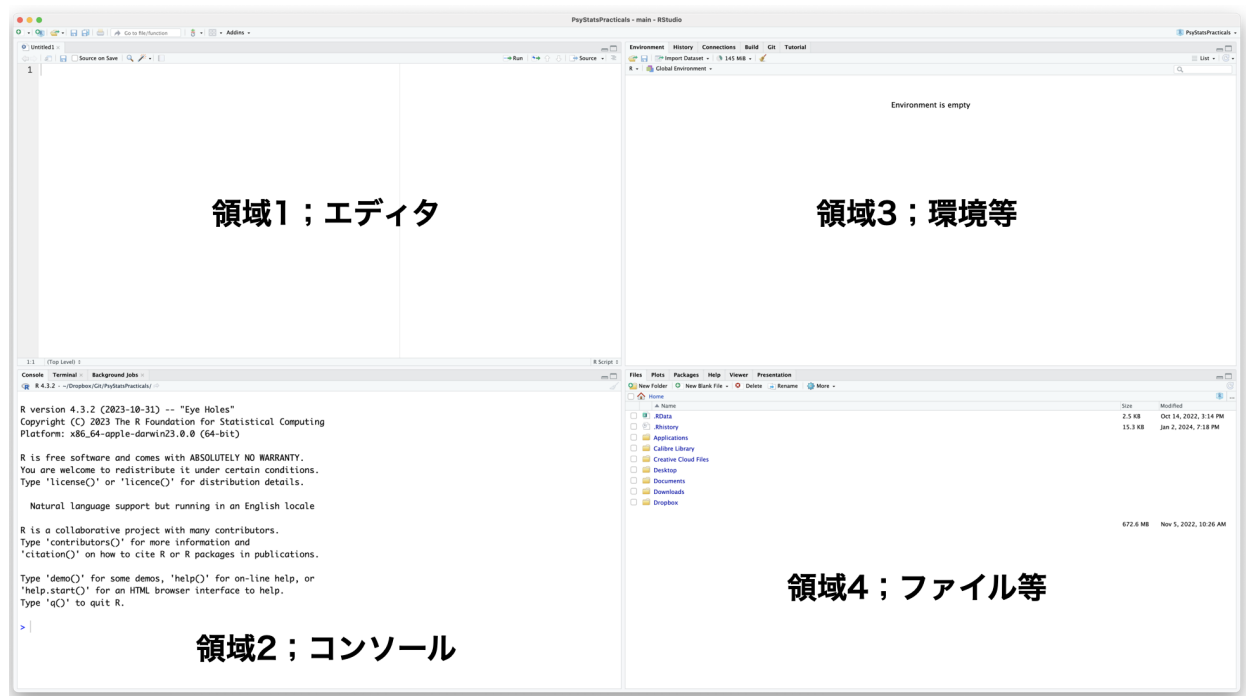 PsyStatsPracticals - main - RStudio
Go to file/function Addins PsyStatsPracticals
Untitled1
Source on Save Run Source
1
領域1；エディタ
1:1 (Top Level) R Script
Console Terminal Background Jobs
R 4.3.2 · ~/Dropbox/Git/PsyStatsPracticals/
R version 4.3.2 (2023-10-31) -- "Eye Holes"
Copyright (C) 2023 The R Foundation for Statistical Computing
Platform: x86_64-apple-darwin23.0.0 (64-bit)
R is free software and comes with ABSOLUTELY NO WARRANTY.
You are welcome to redistribute it under certain conditions.
Type 'license()' or 'licence()' for distribution details.
Natural language support but running in an English locale
R is a collaborative project with many contributors.
Type 'contributors()' for more information and
'citation()' on how to cite R or R packages in publications.
Type 'demo()' for some demos, 'help()' for on-line help, or
'help.start()' for an HTML browser interface to help.
Type 'q()' to quit R.
>
領域2；コンソール
Environment History Connections Build Git Tutorial
Import Dataset 145 MiB List
R Global Environment
Environment is empty
領域3；環境等
Files Plots Packages Help Viewer Presentation
New Folder New Blank File Delete Rename More
Home
Name Size Modified
.RData 2.5 KB Oct 14, 2022, 3:14 PM
.Rhistory 15.3 KB Jan 2, 2024, 7:18 PM
Applications
Calibre Library
Creative Cloud Files
Desktop
Documents
Downloads
Dropbox
672.6 MB Nov 5, 2022, 10:26 AM
領域4；ファイル等